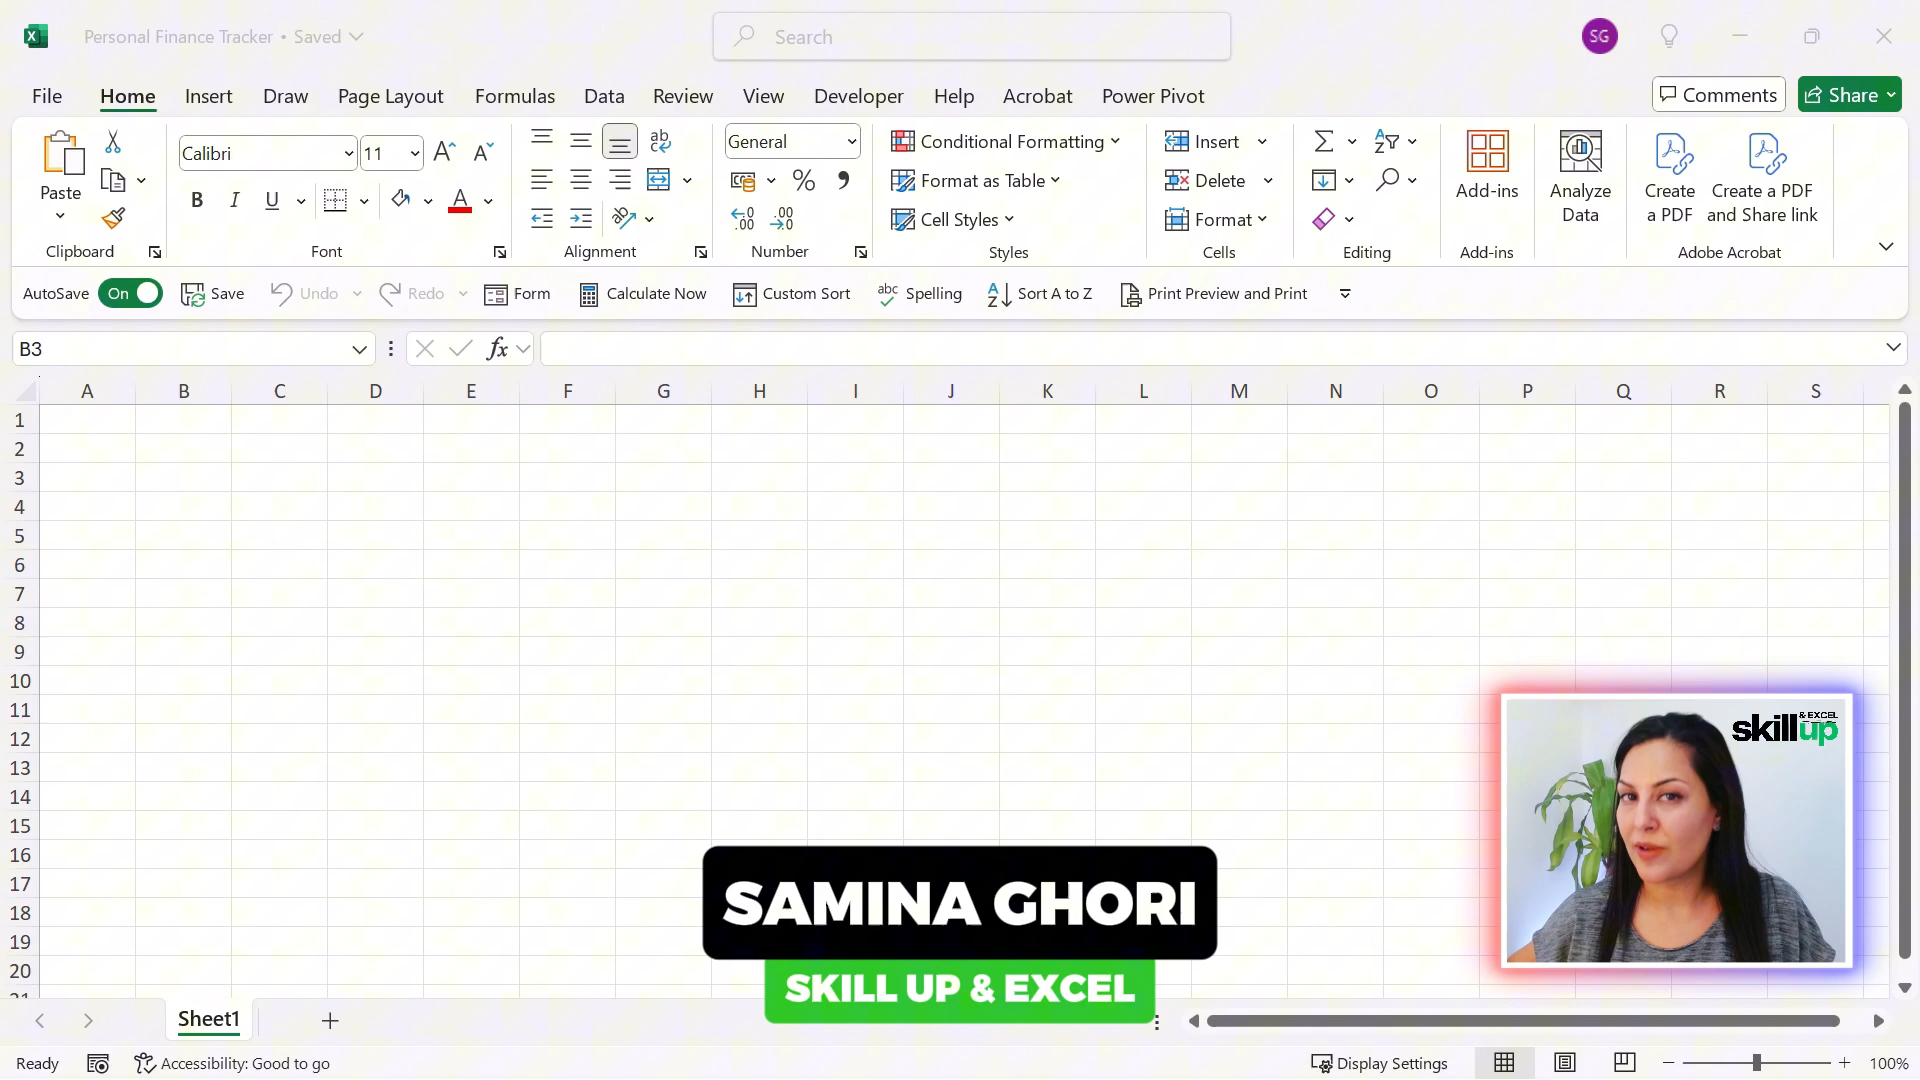 Personal Finance Tracker • Saved
Search
SG
File Home Insert Draw Page Layout Formulas Data Review View Developer Help Acrobat Power Pivot
Comments Share
Paste
Clipboard
Calibri 11
B I U A
Font
ab
Alignment
General
% 9
.00
Number
Conditional Formatting
Format as Table
Cell Styles
Styles
Insert
Delete
Format
Cells
Editing
Add-ins
Add-ins
Analyze
Data
Create
a PDF
Create a PDF
and Share link
Adobe Acrobat
AutoSave On Save Undo Redo Form Calculate Now Custom Sort Spelling Sort A to Z Print Preview and Print
B3
fx
A B C D E F G H I J K L M N O P Q R S
1
2
3
4
5
6
7
8
9
10
11
12
13
14
15
16
17
18
19
20
skillup
& EXCEL
SAMINA GHORI
SKILL UP & EXCEL
Sheet1
Ready
Accessibility: Good to go
Display Settings
100%